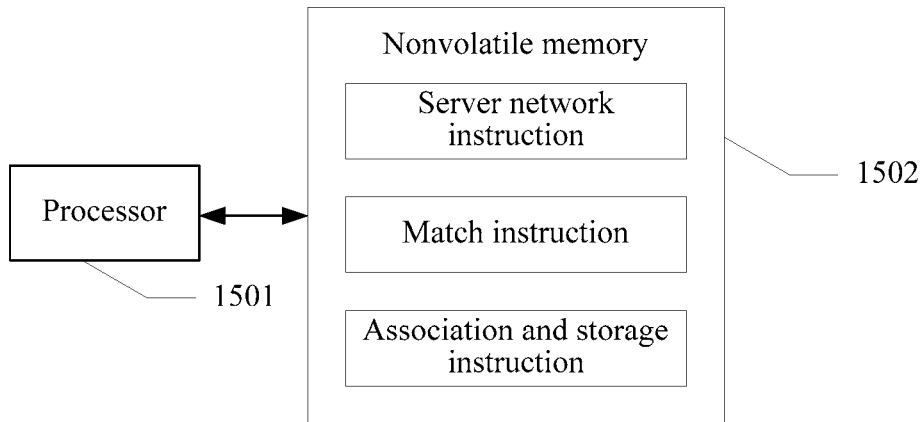 Nonvolatile memory
Server network
instruction
1502
Processor
Match instruction
1501
Association and storage
instruction